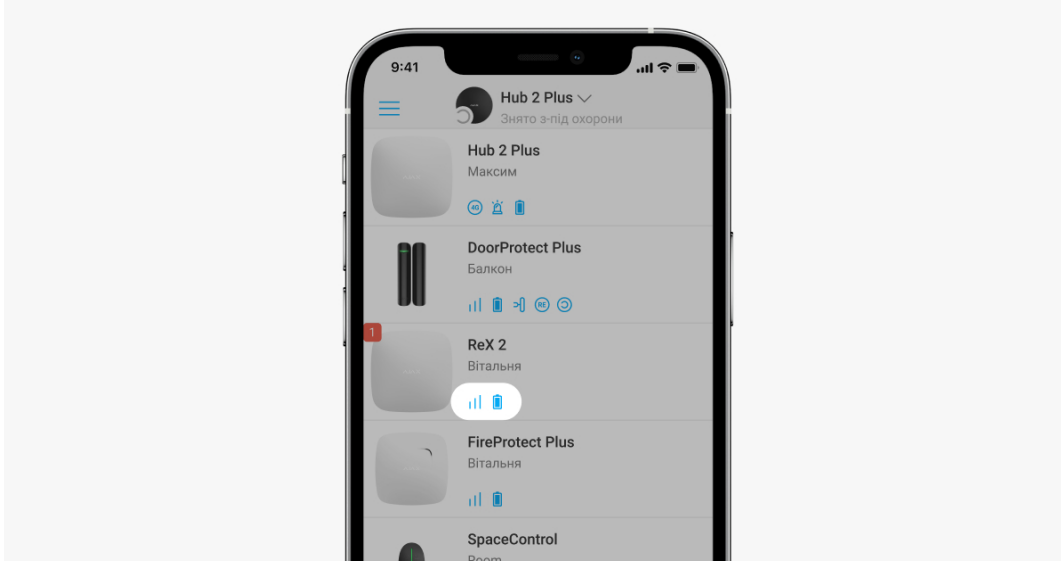 9:41
Hub 2 Plus
Знято з-під охорони
Hub 2 Plus
Максим
4G
DoorProtect Plus
Балкон
RE
1
ReX 2
Вітальня
FireProtect Plus
Вітальня
SpaceControl
Room